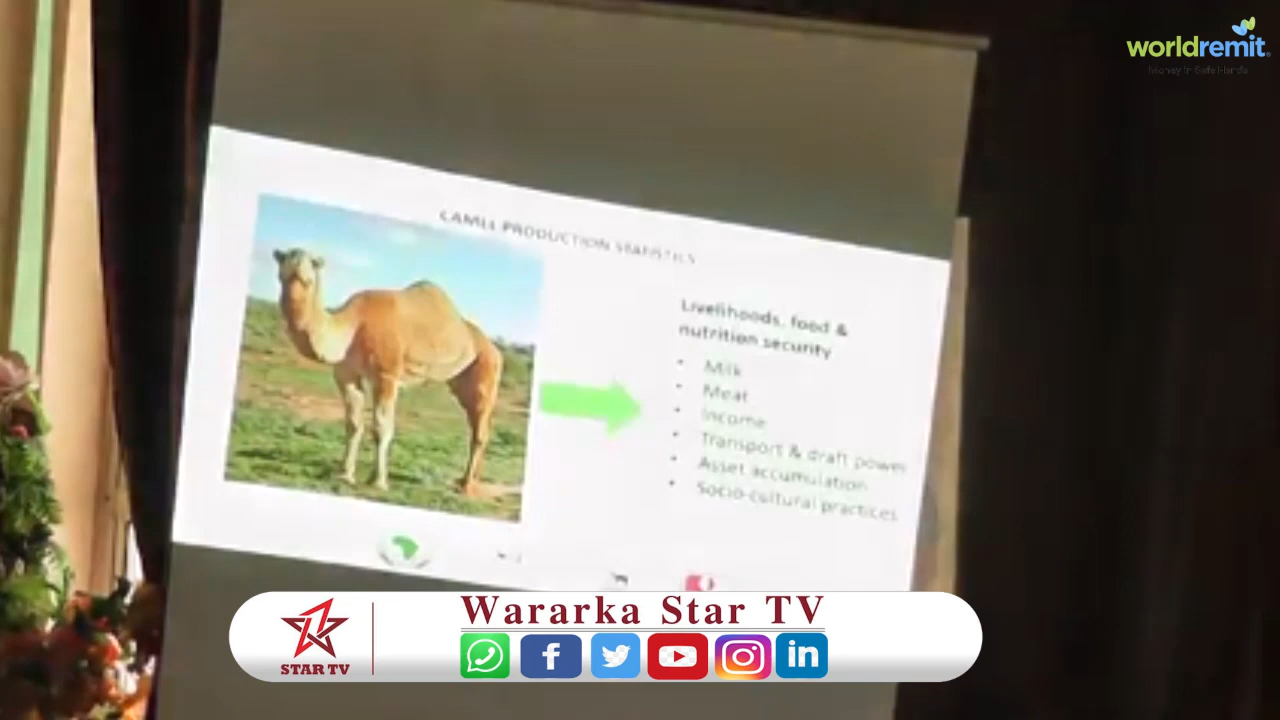 worldremit
CAMEL PRODUCTION STATISTICS
Livelihoods, food &
nutrition security
• Milk
• Meat
• Income
• Transport & draft power
• Asset accumulation
• Socio-cultural practices
Wararka Star TV
STAR TV